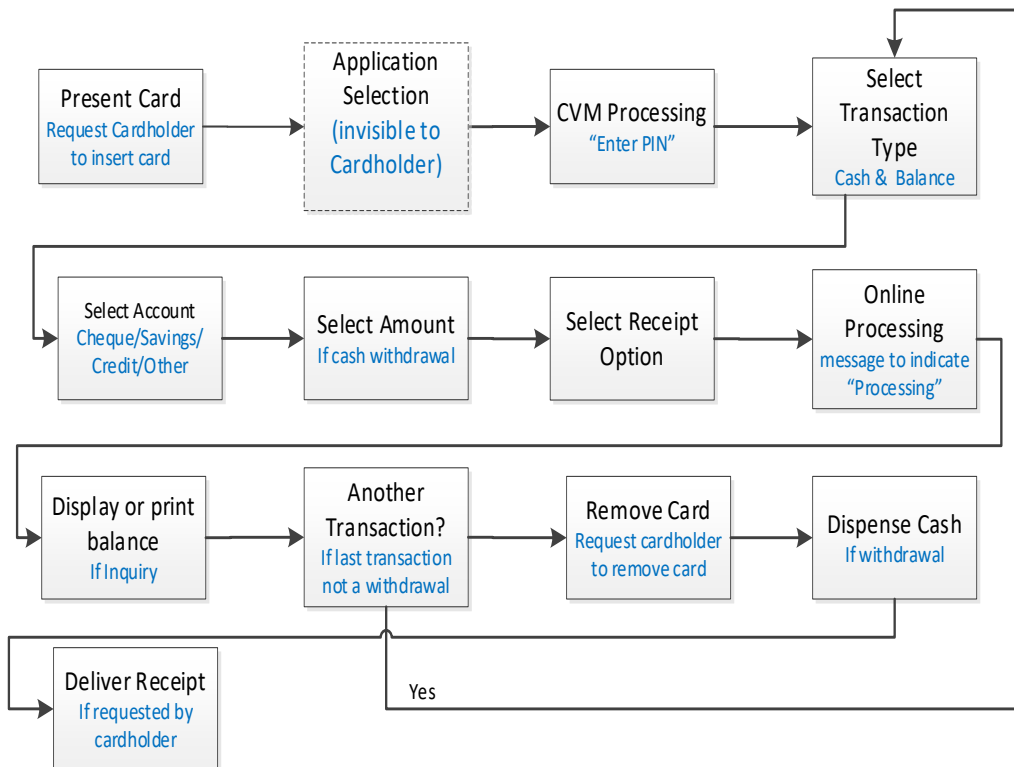 Present Card
Request Cardholder
to insert card
Application
Selection
(invisible to
Cardholder)
CVM Processing
“Enter PIN”
Select
Transaction
Type
Cash & Balance
Select Account
Cheque/Savings/
Credit/Other
Select Amount
If cash withdrawal
Select Receipt
Option
Online
Processing
message to indicate
“Processing”
Display or print
balance
If Inquiry
Another
Transaction?
If last transaction
not a withdrawal
Remove Card
Request cardholder
to remove card
Dispense Cash
If withdrawal
Deliver Receipt
If requested by
cardholder
Yes